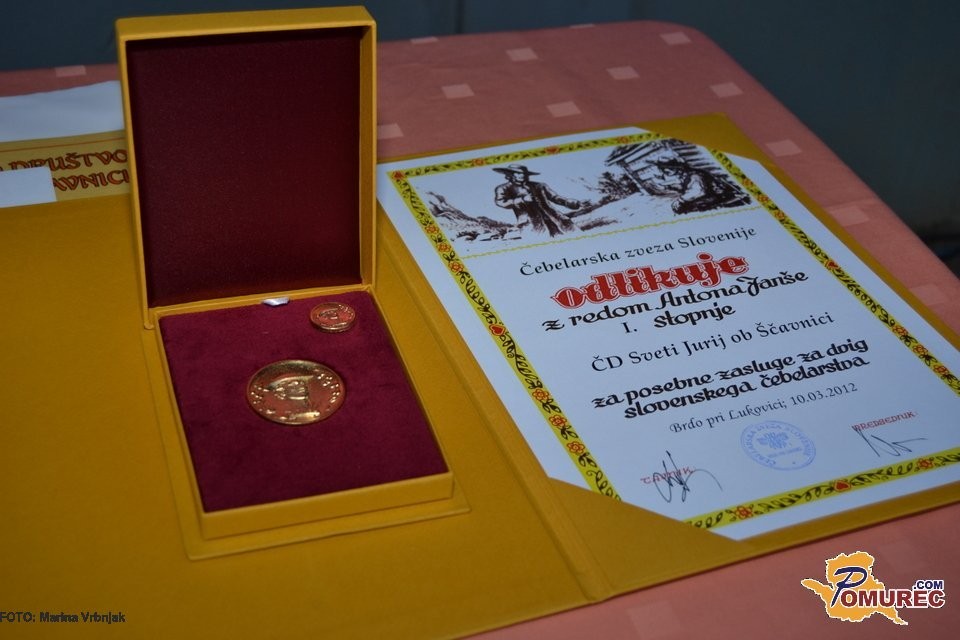 DRUŠTVO
Čebelarska zveza Slovenije
odlikuje
z redom Antona Janše
I. stopnje
ČD Sveti Jurij ob Ščavnici
za posebne zasluge za dvig
slovenskega čebelarstva
Brdo pri Lukovici, 10.03.2012
TAJNIK
PREDSEDNIK
FOTO: Marina Vrbnjak
POMUREC.COM